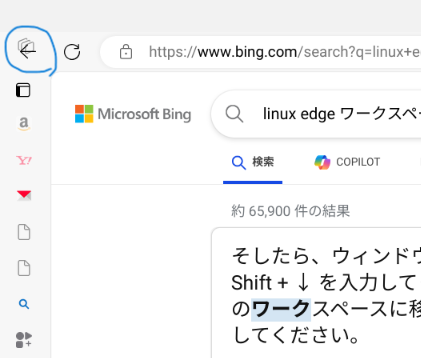 https://www.bing.com/search?q=linux+e
Microsoft Bing
linux edge ワークスペー
検索
COPILOT
約 65,900 件の結果
そしたら、ウィンドウ
Shift + ↓ を入力して
のワークスペースに移
してください。